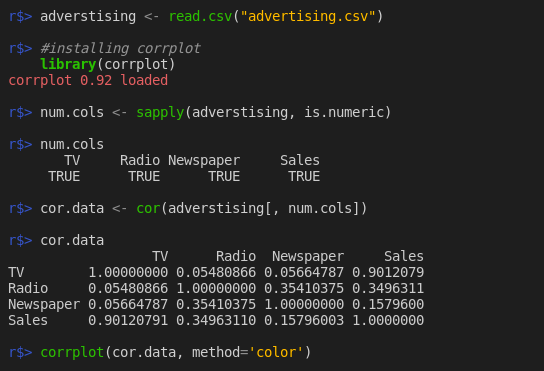 r$> adverstising <- read.csv("advertising.csv")
r$> #installing corrplot
library(corrplot)
corrplot 0.92 loaded
r$> num.cols <- sapply(adverstising, is.numeric)
r$> num.cols
TV Radio Newspaper Sales
TRUE TRUE TRUE TRUE
r$> cor.data <- cor(adverstising[, num.cols])
r$> cor.data
TV Radio Newspaper Sales
TV 1.00000000 0.05480866 0.05664787 0.9012079
Radio 0.05480866 1.00000000 0.35410375 0.3496311
Newspaper 0.05664787 0.35410375 1.00000000 0.1579600
Sales 0.90120791 0.34963110 0.15796003 1.0000000
r$> corrplot(cor.data, method='color')